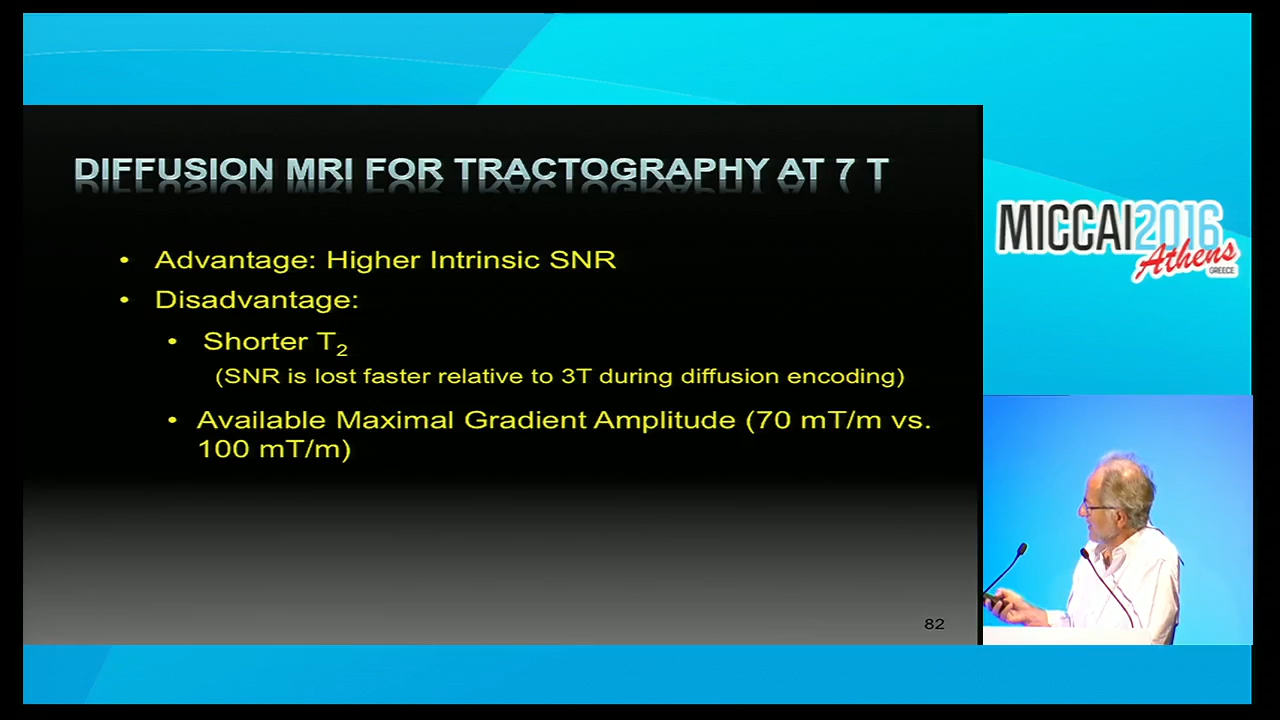 DIFFUSION MRI FOR TRACTOGRAPHY AT 7 T
• Advantage: Higher Intrinsic SNR
• Disadvantage:
• Shorter T2
(SNR is lost faster relative to 3T during diffusion encoding)
• Available Maximal Gradient Amplitude (70 mT/m vs.
100 mT/m)
82
MICCAI2016
Athens
GREECE